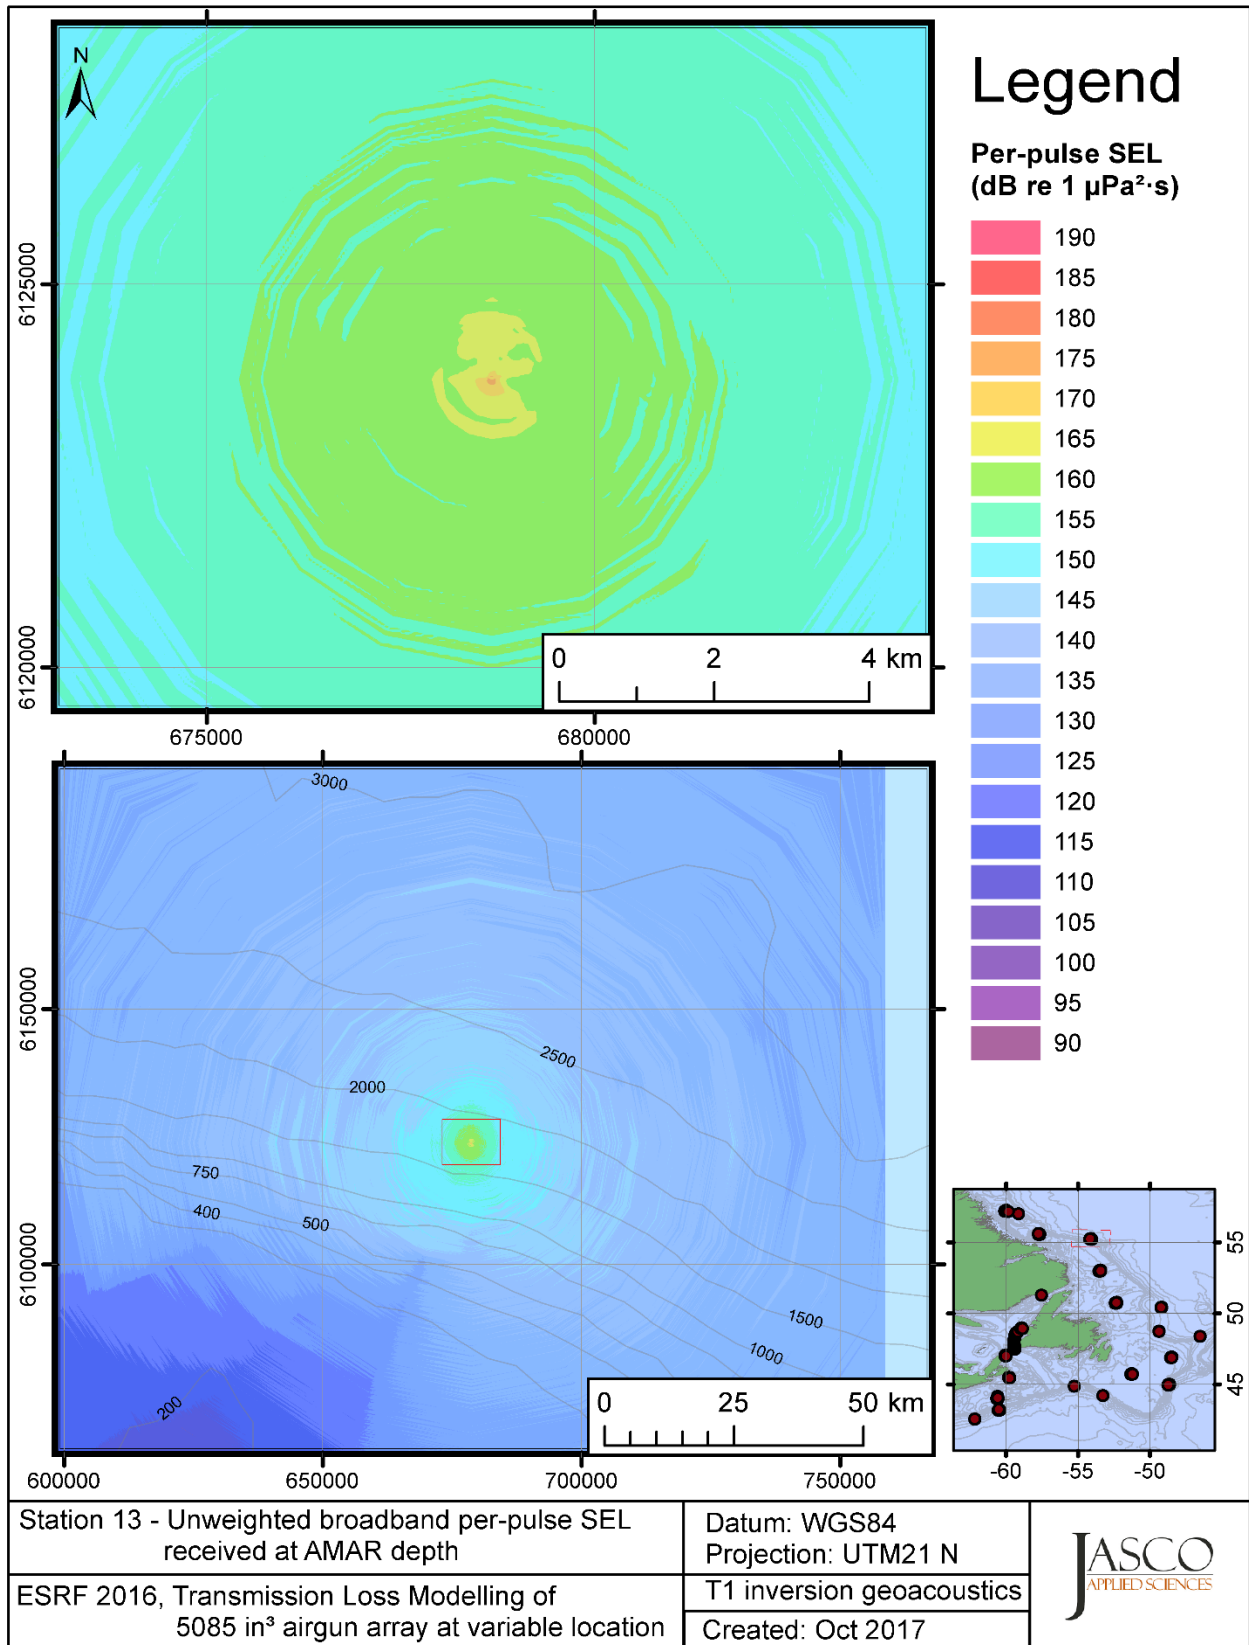 N
6125000
6120000
0 2 4 km
675000 680000
Legend
Per-pulse SEL
(dB re 1 µPa²·s)
190
185
180
175
170
165
160
155
150
145
140
135
130
125
120
115
110
105
100
95
90
3000
2500
2000
750
400
500
1500
1000
200
6150000
6100000
0 25 50 km
600000 650000 700000 750000
55
50
45
-60 -55 -50
Station 13 - Unweighted broadband per-pulse SEL
received at AMAR depth
ESRF 2016, Transmission Loss Modelling of
5085 in³ airgun array at variable location
Datum: WGS84
Projection: UTM21 N
T1 inversion geoacoustics
Created: Oct 2017
JASCO
APPLIED SCIENCES